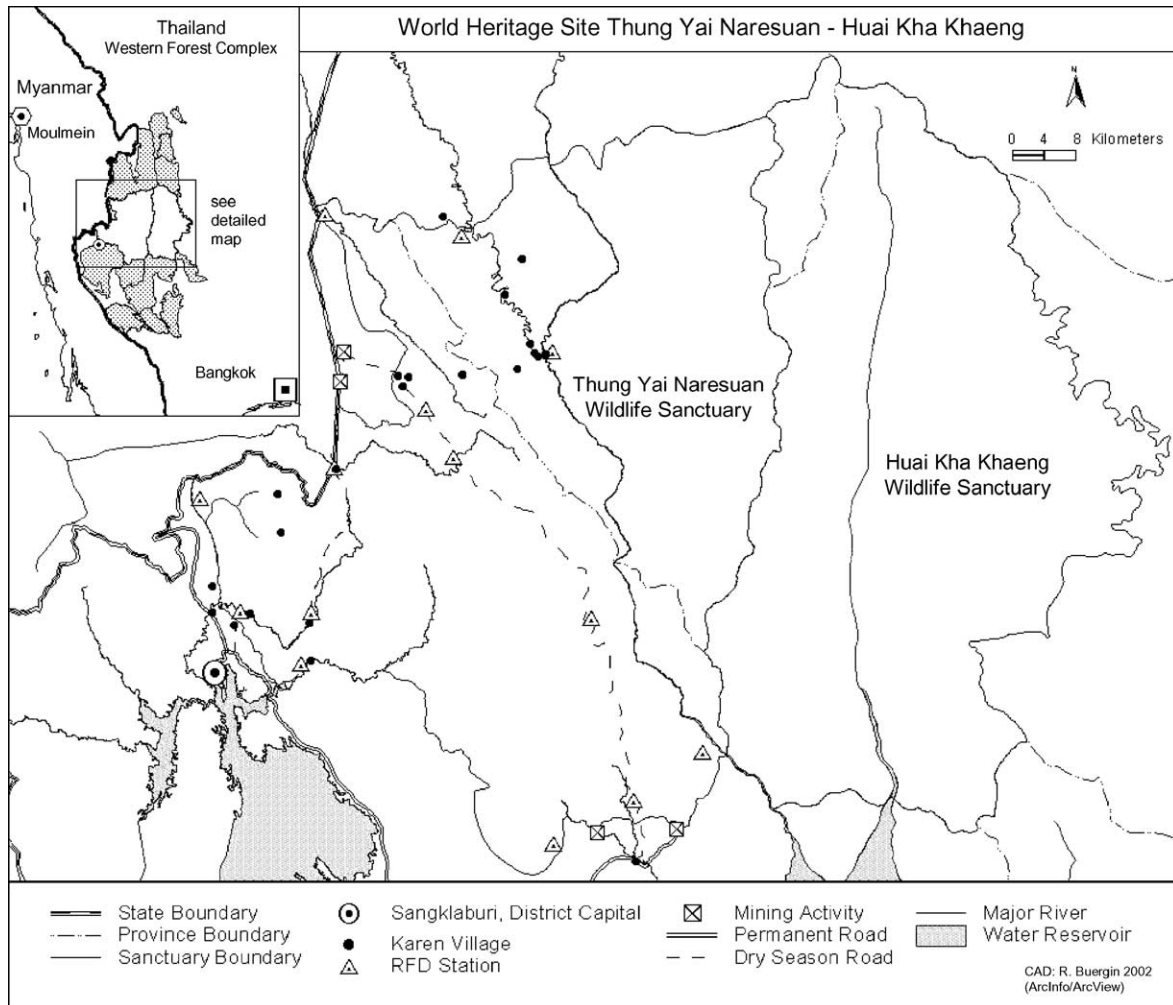 World Heritage Site Thung Yai Naresuan - Huai Kha Khaeng
Thailand
Western Forest Complex
Myanmar
Moulmein
see
detailed
map
Bangkok
N
0 4 8 Kilometers
Thung Yai Naresuan
Wildlife Sanctuary
Huai Kha Khaeng
Wildlife Sanctuary
State Boundary
Province Boundary
Sanctuary Boundary
Sangklaburi, District Capital
Karen Village
RFD Station
Mining Activity
Permanent Road
Dry Season Road
Major River
Water Reservoir
CAD: R. Buergin 2002
(ArcInfo/ArcView)